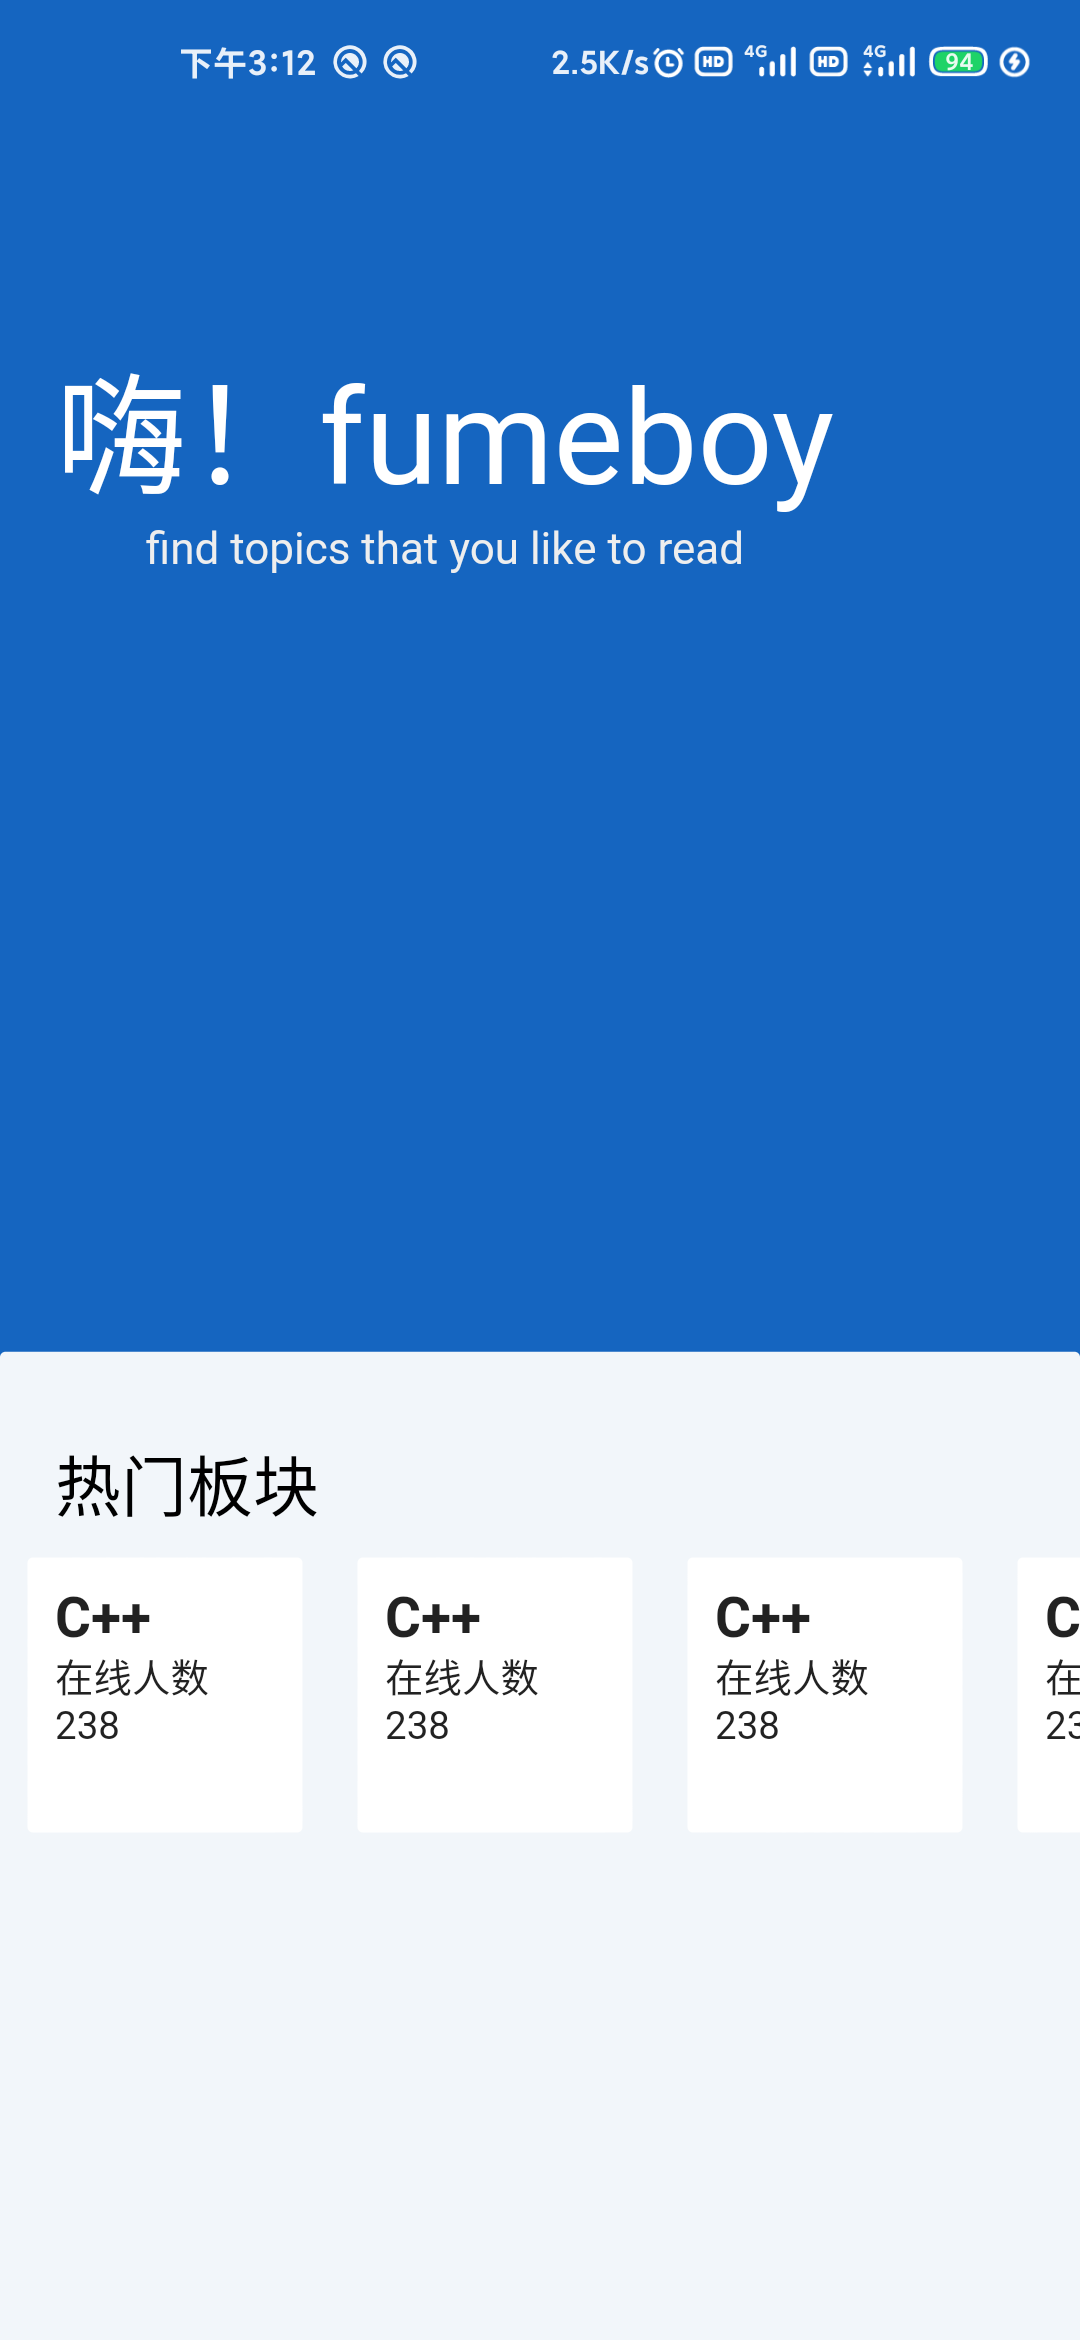 下午3:12 2.5K/s HD 4G HD 4G 94
嗨！fumeboy
find topics that you like to read
热门板块
C++ C++ C++ C
在线人数 在线人数 在线人数 在
238 238 238 23